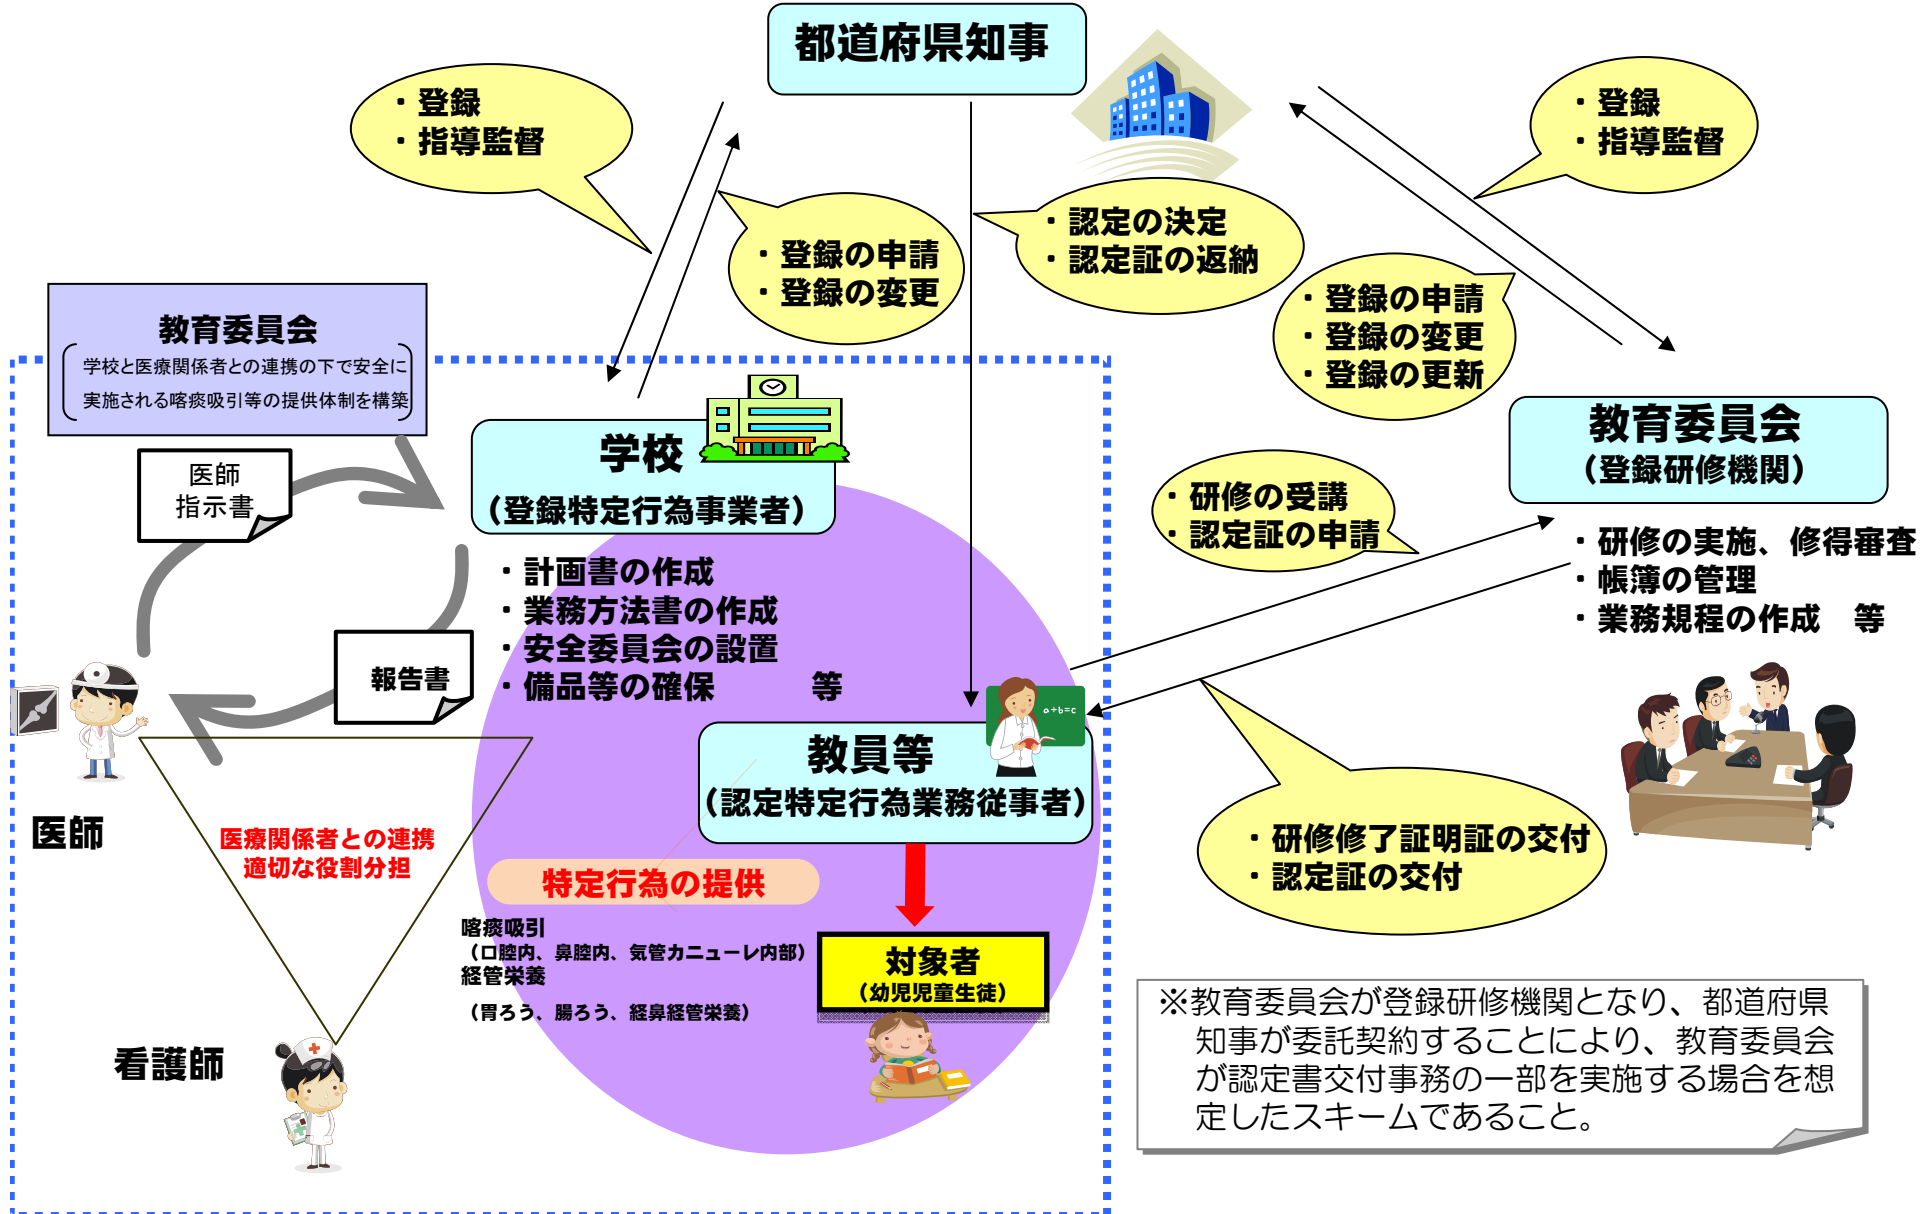 都道府県知事
・登録
・指導監督
・登録
・指導監督
・登録の申請
・登録の変更
・認定の決定
・認定証の返納
・登録の申請
・登録の変更
・登録の更新
教育委員会
学校と医療関係者との連携の下で安全に
実施される喀痰吸引等の提供体制を構築
医師
指示書
学校
（登録特定行為事業者）
教育委員会
（登録研修機関）
・研修の受講
・認定証の申請
・研修の実施、修得審査
・帳簿の管理
・業務規程の作成　等
・計画書の作成
・業務方法書の作成
・安全委員会の設置
・備品等の確保　　　等
報告書
a+b=c
教員等
（認定特定行為業務従事者）
医師
医療関係者との連携
適切な役割分担
・研修修了証明証の交付
・認定証の交付
特定行為の提供
喀痰吸引
（口腔内、鼻腔内、気管カニューレ内部）
経管栄養
（胃ろう、腸ろう、経鼻経管栄養）
対象者
（幼児児童生徒）
看護師
※教育委員会が登録研修機関となり、都道府県
知事が委託契約することにより、教育委員会
が認定書交付事務の一部を実施する場合を想
定したスキームであること。